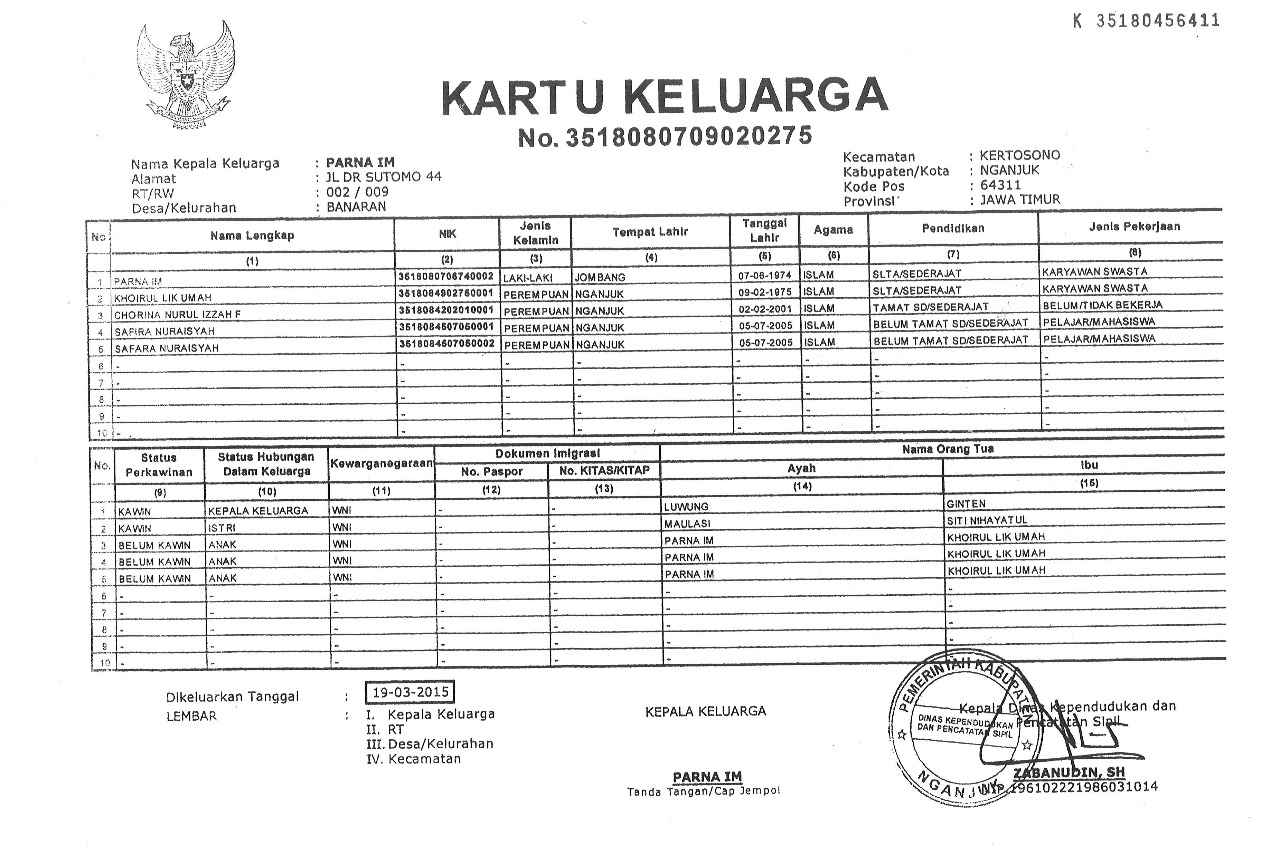 K 35180456411
KARTU KELUARGA
No. 3518080709020275
Nama Kepala Keluarga : PARNA IM
Alamat : JL DR SUTOMO 44
RT/RW : 002 / 009
Desa/Kelurahan : BANARAN
Kecamatan : KERTOSONO
Kabupaten/Kota : NGANJUK
Kode Pos : 64311
Provinsi : JAWA TIMUR
No Nama Lengkap NIK Jenis Kelamin Tempat Lahir Tanggal Lahir Agama Pendidikan Jenis Pekerjaan
(1) (2) (3) (4) (5) (6) (7) (8)
1 PARNA IM 3518080706740002 LAKI-LAKI JOMBANG 07-06-1974 ISLAM SLTA/SEDERAJAT KARYAWAN SWASTA
2 KHOIRUL LIK UMAH 3518084902750001 PEREMPUAN NGANJUK 09-02-1975 ISLAM SLTA/SEDERAJAT KARYAWAN SWASTA
3 CHORINA NURUL IZZAH F 3518084202010001 PEREMPUAN NGANJUK 02-02-2001 ISLAM TAMAT SD/SEDERAJAT BELUM/TIDAK BEKERJA
4 SAFIRA NURAISYAH 3518084507050001 PEREMPUAN NGANJUK 05-07-2005 ISLAM BELUM TAMAT SD/SEDERAJAT PELAJAR/MAHASISWA
5 SAFARA NURAISYAH 3518084507050002 PEREMPUAN NGANJUK 05-07-2005 ISLAM BELUM TAMAT SD/SEDERAJAT PELAJAR/MAHASISWA
6 - - - - - - - -
7 - - - - - - - -
8 - - - - - - - -
9 - - - - - - - -
10 - - - - - - - -
No. Status Perkawinan Status Hubungan Dalam Keluarga Kewarganegaraan Dokumen Imigrasi Nama Orang Tua
No. Paspor No. KITAS/KITAP Ayah Ibu
(9) (10) (11) (12) (13) (14) (15)
1 KAWIN KEPALA KELUARGA WNI - - LUWUNG GINTEN
2 KAWIN ISTRI WNI - - MAULASI SITI NIHAYATUL
3 BELUM KAWIN ANAK WNI - - PARNA IM KHOIRUL LIK UMAH
4 BELUM KAWIN ANAK WNI - - PARNA IM KHOIRUL LIK UMAH
5 BELUM KAWIN ANAK WNI - - PARNA IM KHOIRUL LIK UMAH
6 - - - - - - -
7 - - - - - - -
8 - - - - - - -
9 - - - - - - -
10 - - - - - - -
Dikeluarkan Tanggal : 19-03-2015
LEMBAR : I. Kepala Keluarga
II. RT
III. Desa/Kelurahan
IV. Kecamatan
KEPALA KELUARGA
PARNA IM
Tanda Tangan/Cap Jempol
Kepala Dinas Kependudukan dan
Pencatatan Sipil
PEMERINTAH KABUPATEN
DINAS KEPENDUDUKAN
DAN PENCATATAN SIPIL
NGANJUK
ZABANUDIN, SH
NIP.196102221986031014